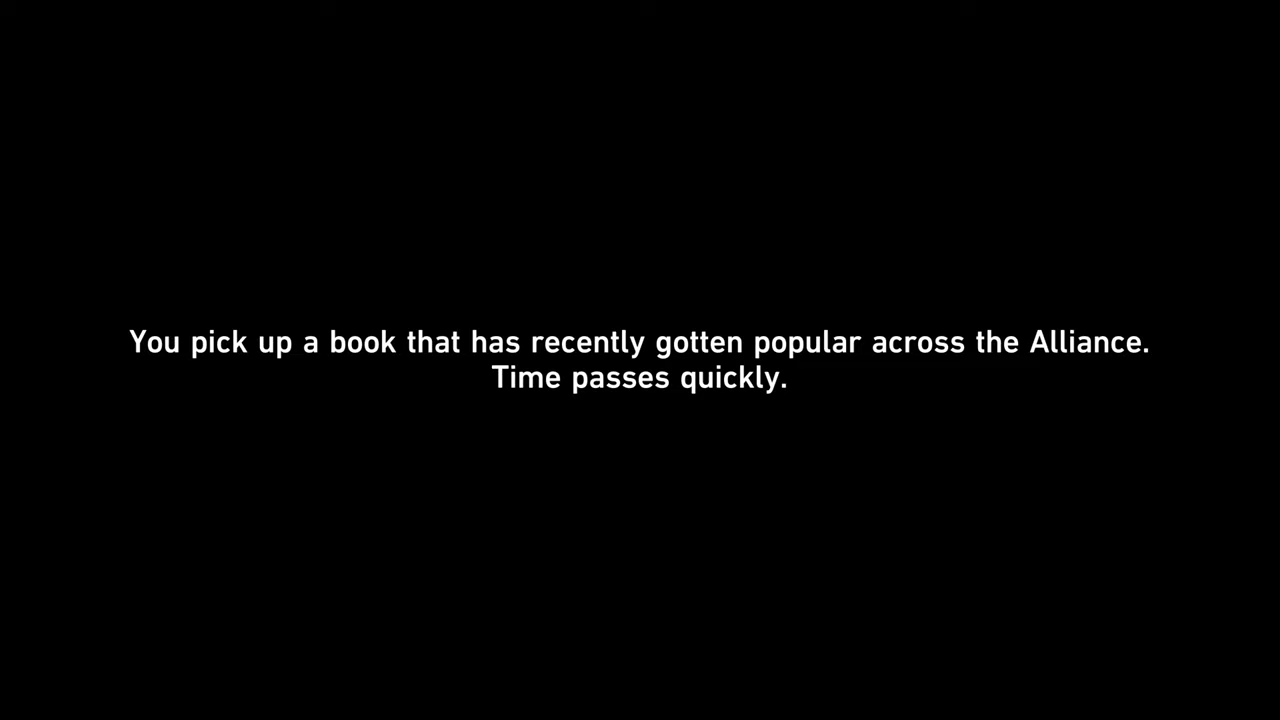 You pick up a book that has recently gotten popular across the Alliance.
Time passes quickly.